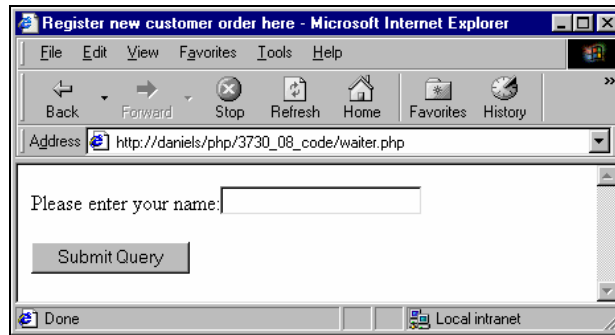 Register new customer order here - Microsoft Internet Explorer
File Edit View Favorites Tools Help
Back Forward Stop Refresh Home Favorites History »
Address http://daniels/php/3730_08_code/waiter.php
Please enter your name:
Submit Query
Done Local intranet